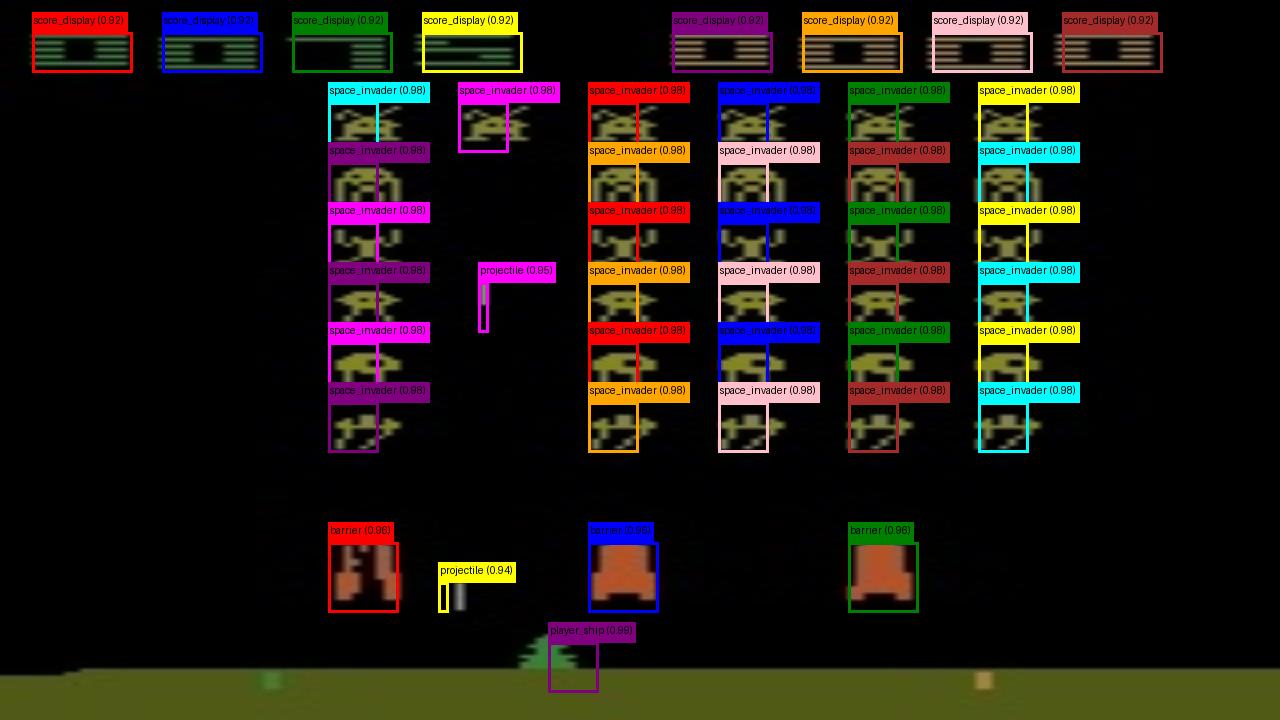 score_display (0.92) score_display (0.92) score_display (0.92) score_display (0.92) score_display (0.92) score_display (0.92) score_display (0.92) score_display (0.92)
space_invader (0.98) space_invader (0.98) space_invader (0.98) space_invader (0.98) space_invader (0.98) space_invader (0.98)
space_invader (0.98) space_invader (0.98) space_invader (0.98) space_invader (0.98) space_invader (0.98)
space_invader (0.98) space_invader (0.98) space_invader (0.98) space_invader (0.98) space_invader (0.98)
space_invader (0.98) projectile (0.95) space_invader (0.98) space_invader (0.98) space_invader (0.98) space_invader (0.98)
space_invader (0.98) space_invader (0.98) space_invader (0.98) space_invader (0.98) space_invader (0.98)
space_invader (0.98) space_invader (0.98) space_invader (0.98) space_invader (0.98) space_invader (0.98)
barrier (0.96) barrier (0.96) barrier (0.96)
projectile (0.94)
player_ship (0.99)